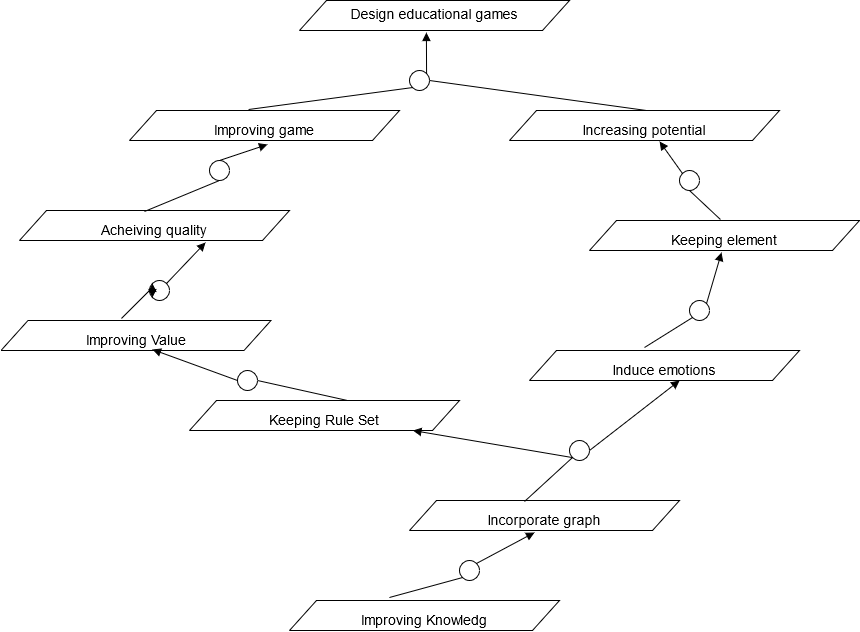 Design educational games
Improving game
Increasing potential
Acheiving quality
Keeping element
Improving Value
Induce emotions
Keeping Rule Set
Incorporate graph
Improving Knowledg